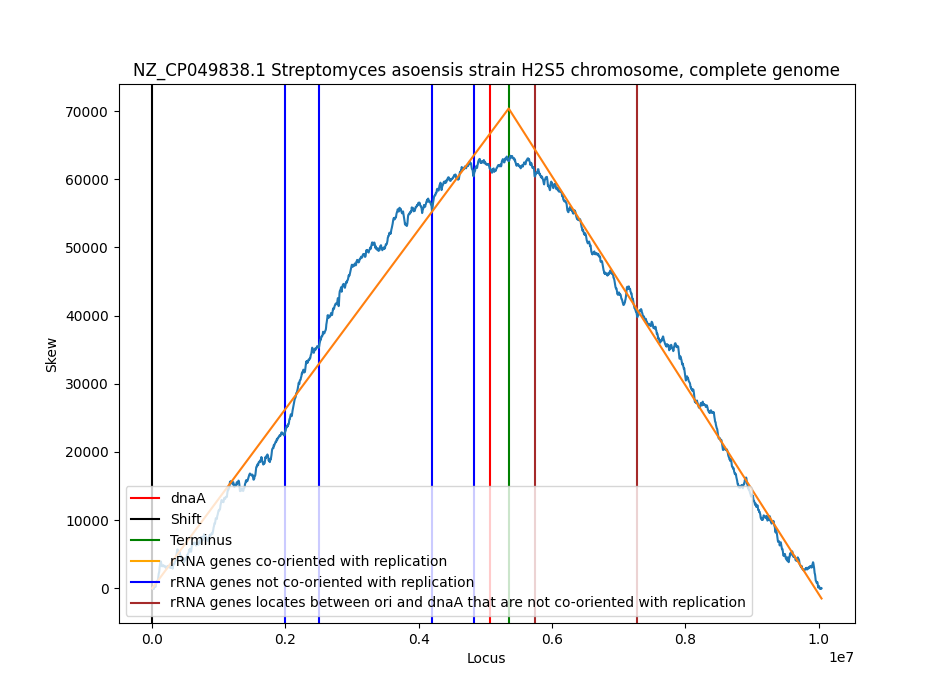 NZ_CP049838.1 Streptomyces asoensis strain H2S5 chromosome, complete genome
70000
60000
50000
40000
30000
20000
10000
0
Skew
dnaA
Shift
Terminus
rRNA genes co-oriented with replication
rRNA genes not co-oriented with replication
rRNA genes locates between ori and dnaA that are not co-oriented with replication
0.0 0.2 0.4 0.6 0.8 1.0
1e7
Locus